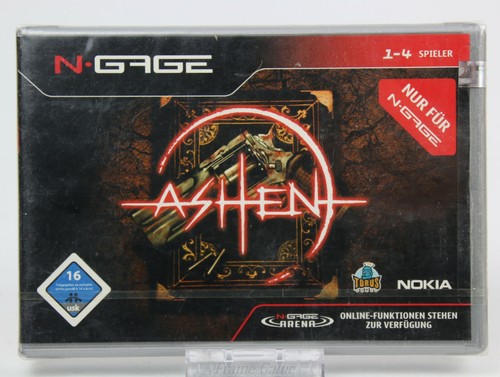 N·GAGE
1-4 SPIELER
NUR FÜR
N·GAGE
ASHEN
16
usk
TORUS
NOKIA
N·GAGE
ARENA
ONLINE-FUNKTIONEN STEHEN
ZUR VERFÜGUNG